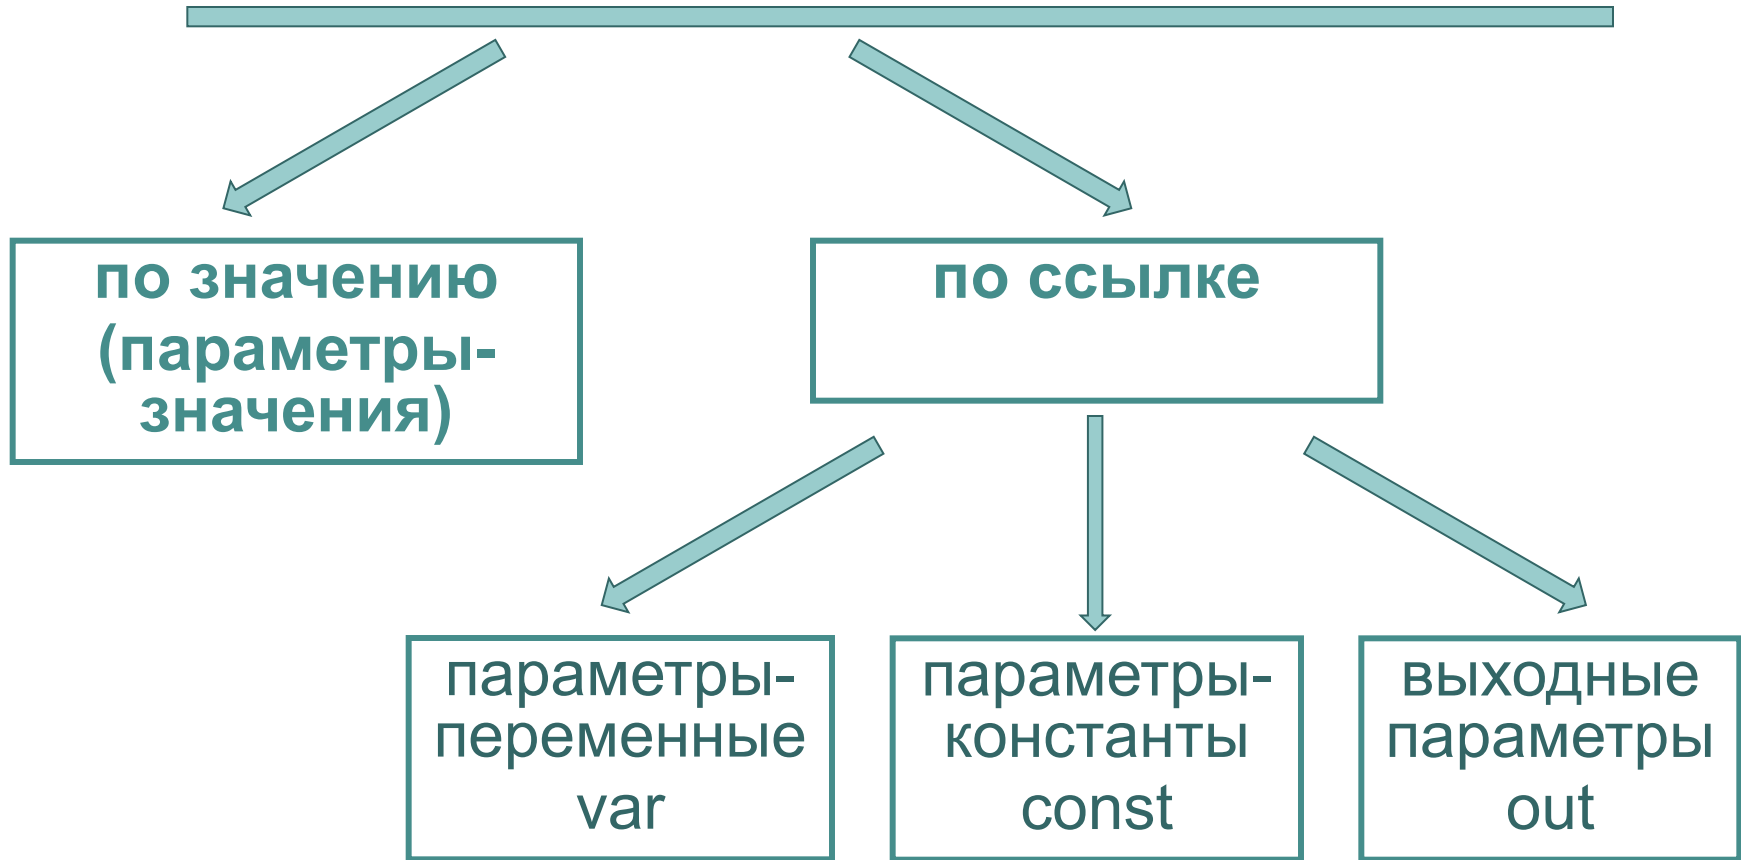 по значению
(параметры-
значения)
по ссылке
параметры-
переменные
var
параметры-
константы
const
выходные
параметры
out